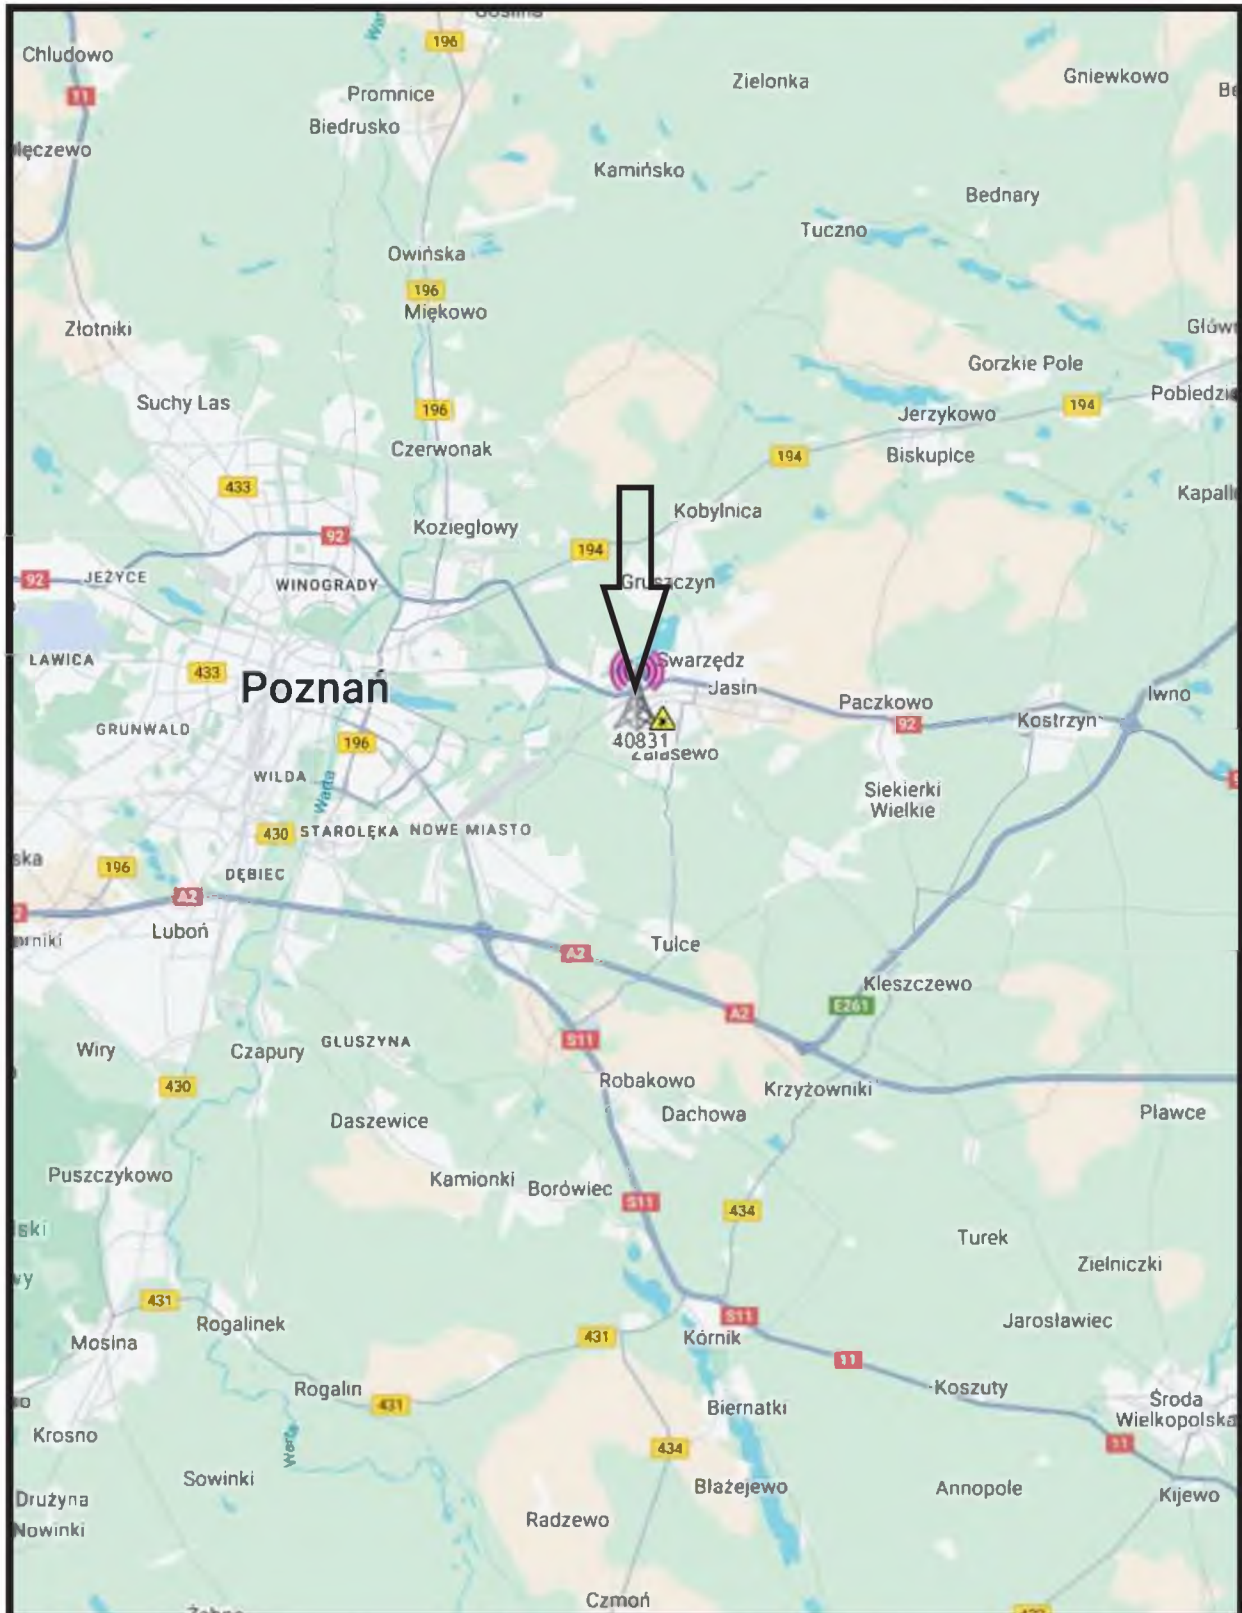 196
Chludowo
Gniewkowo
Zielonka
11
Promnice
Biedrusko
Kamińsko
Bednary
Tuczno
Owińska
196
Miękowo
Złotniki
Gorzkie Pole
Suchy Las
196
Jerzykowo
194
Czerwonak
194
Biskupice
433
Kobylnica
Koziegłowy
92
194
92
JEŻYCE
WINOGRADY
Gruszczyn
ŁAWICA
433
Swarzędz
Poznań
Jasin
Paczkowo
92
Kostrzyn
Iwno
GRUNWALD
196
40831
Zalasewo
WILDA
Warta
Siekierki
Wielkie
430
STAROŁĘKA
NOWE MIASTO
196
DĘBIEC
A2
Luboń
Tulce
A2
Kleszczewo
E261
A2
Wiry
Czapury
GŁUSZYNA
S11
430
Robakowo
Krzyżowniki
Daszewice
Dachowa
Pławce
Puszczykowo
Kamionki
Borówiec
S11
434
Turek
Zielniczki
431
Rogalinek
Mosina
431
Kórnik
S11
Jarosławiec
11
Rogalin
431
Koszuty
Środa
Wielkopolska
Biernatki
Krosno
Warta
434
11
Sowinki
Błażejewo
Annopole
Kijewo
Drużyna
Nowinki
Radzewo
Czmoń